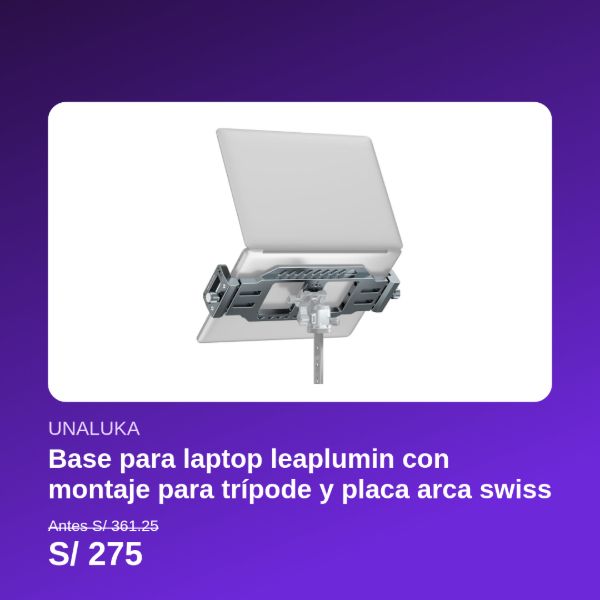 UNALUKA
Base para laptop leaplumin con
montaje para trípode y placa arca swiss
Antes S/ 361.25
S/ 275